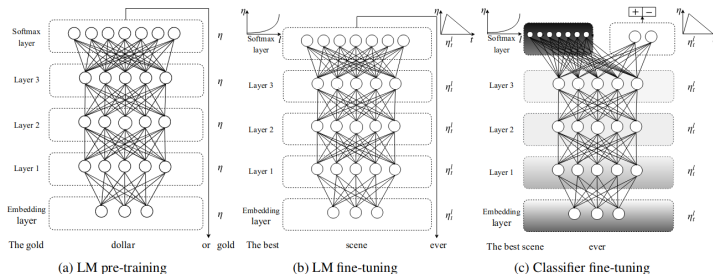 Softmax
layer
η
Layer 3
η
Layer 2
η
Layer 1
η
Embedding
layer
η
The gold
dollar
or
gold
(a) LM pre-training
η
Softmax
layer
t
η
t
Layer 3
Layer 2
Layer 1
Embedding
layer
The best
scene
ever
(b) LM fine-tuning
η
Softmax
layer
t
+ −
η
t
Layer 3
Layer 2
Layer 1
Embedding
layer
The best scene
ever
(c) Classifier fine-tuning